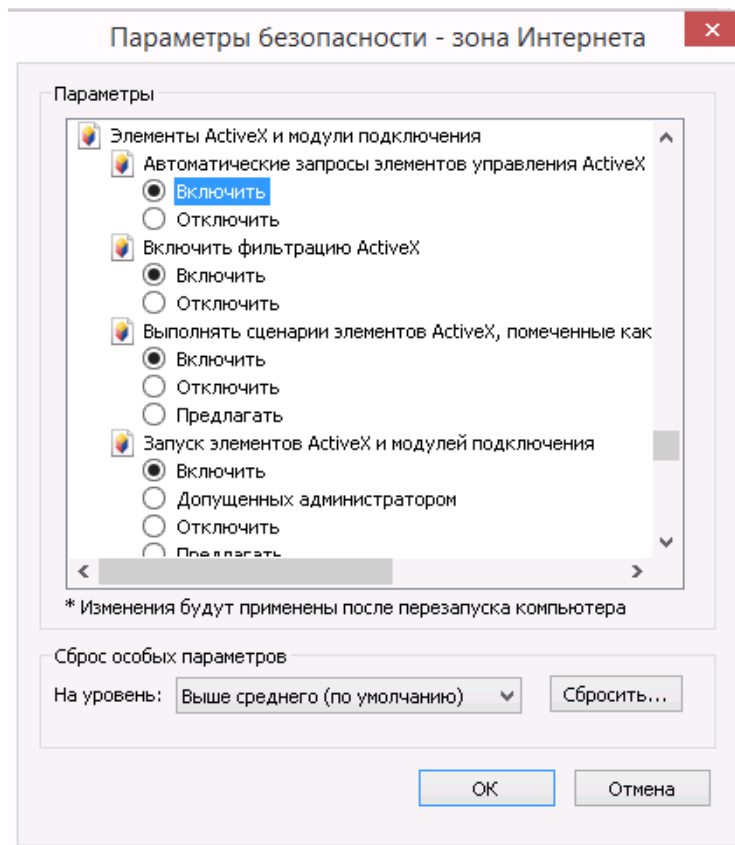 Параметры безопасности - зона Интернета
Параметры
Элементы ActiveX и модули подключения
Автоматические запросы элементов управления ActiveX
Включить
Отключить
Включить фильтрацию ActiveX
Включить
Отключить
Выполнять сценарии элементов ActiveX, помеченные как
Включить
Отключить
Предлагать
Запуск элементов ActiveX и модулей подключения
Включить
Допущенных администратором
Отключить
Предлагать
* Изменения будут применены после перезапуска компьютера
Сброс особых параметров
На уровень: Выше среднего (по умолчанию) Сбросить...
ОК Отмена